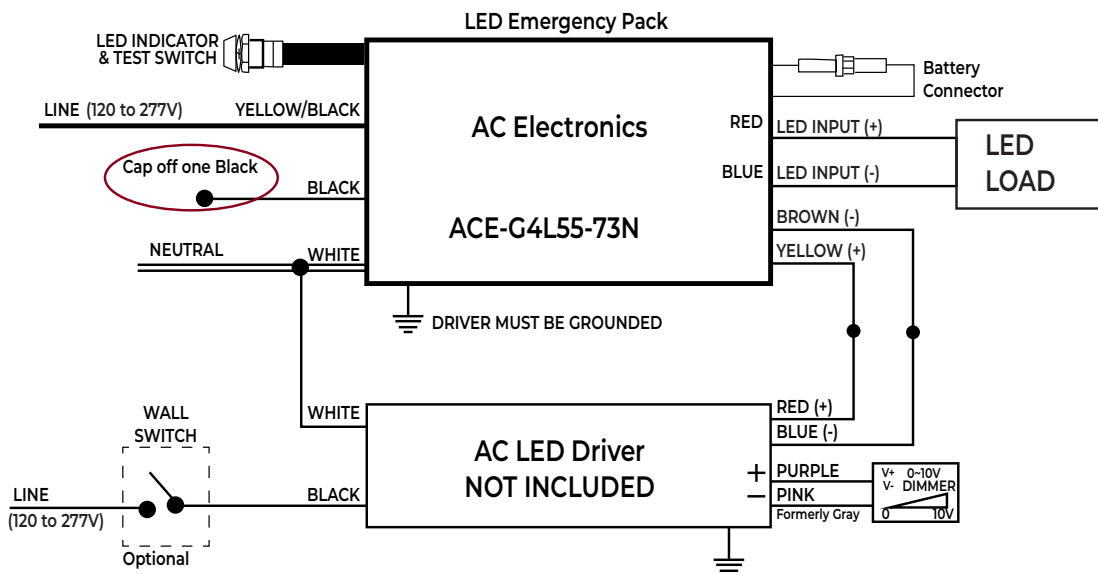 LED Emergency Pack
LED INDICATOR
& TEST SWITCH
Battery
Connector
LINE (120 to 277V)
YELLOW/BLACK
AC Electronics
RED
LED INPUT (+)
LED
LOAD
Cap off one Black
BLACK
BLUE
LED INPUT (-)
ACE-G4L55-73N
BROWN (-)
NEUTRAL
WHITE
YELLOW (+)
DRIVER MUST BE GROUNDED
WALL
SWITCH
WHITE
RED (+)
BLUE (-)
AC LED Driver
NOT INCLUDED
+
PURPLE
−
PINK
Formerly Gray
V+ 0~10V
V- DIMMER
0 10V
LINE
(120 to 277V)
BLACK
Optional